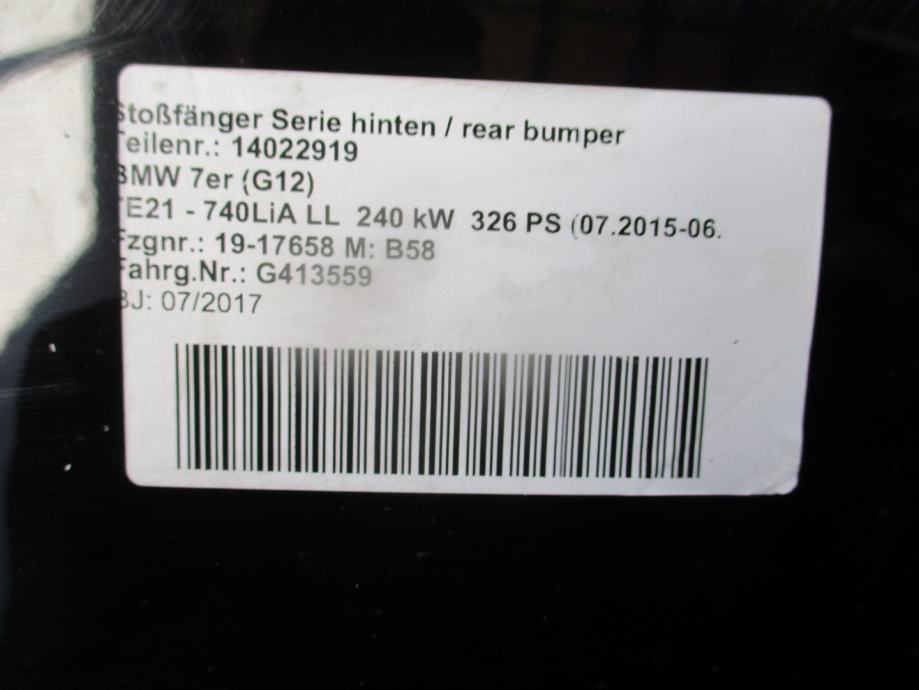 Stoßfänger Serie hinten / rear bumper
Teilenr.: 14022919
BMW 7er (G12)
7E21 - 740LiA LL 240 kW 326 PS (07.2015-06.
Fzgnr.: 19-17658 M: B58
Fahrg.Nr.: G413559
BJ: 07/2017